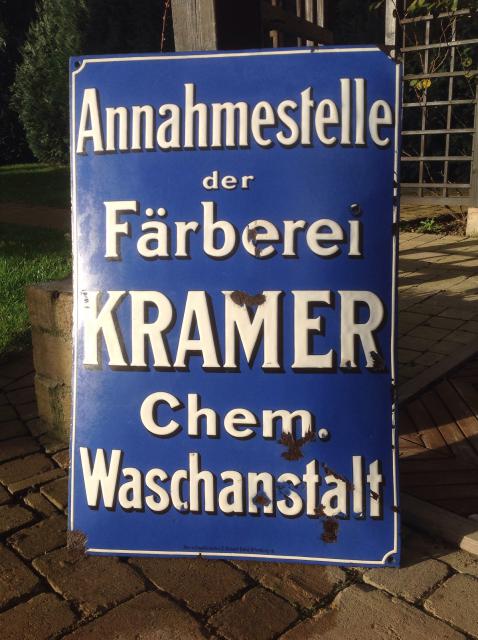 Annahmestelle
der
Färberei
KRAMER
Chem.
Waschanstalt